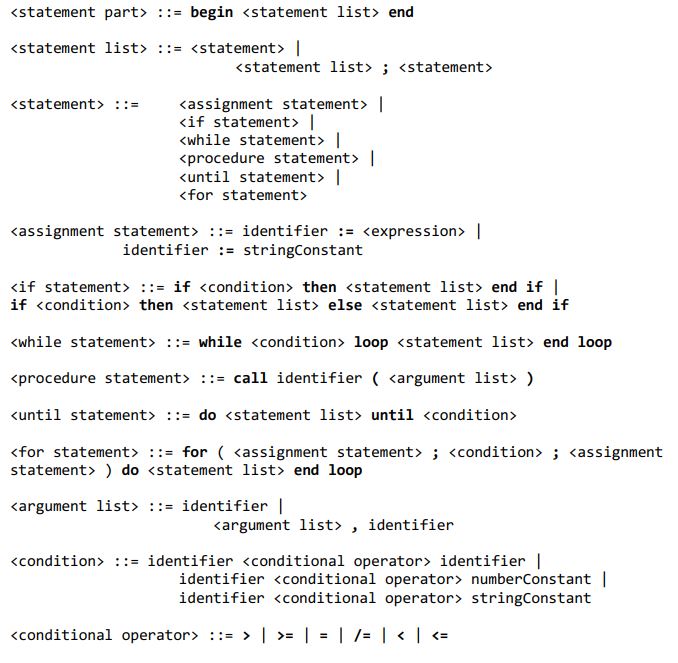 <statement part> ::= begin <statement list> end
<statement list> ::= <statement> |
<statement list> ; <statement>
<statement> ::= <assignment statement> |
<if statement> |
<while statement> |
<procedure statement> |
<until statement> |
<for statement>
<assignment statement> ::= identifier := <expression> |
identifier := stringConstant
<if statement> ::= if <condition> then <statement list> end if |
if <condition> then <statement list> else <statement list> end if
<while statement> ::= while <condition> loop <statement list> end loop
<procedure statement> ::= call identifier ( <argument list> )
<until statement> ::= do <statement list> until <condition>
<for statement> ::= for ( <assignment statement> ; <condition> ; <assignment
statement> ) do <statement list> end loop
<argument list> ::= identifier |
<argument list> , identifier
<condition> ::= identifier <conditional operator> identifier |
identifier <conditional operator> numberConstant |
identifier <conditional operator> stringConstant
<conditional operator> ::= > | >= | = | /= | < | <=